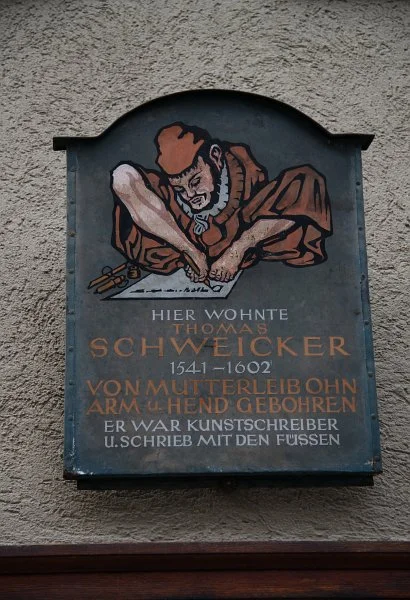 HIER WOHNTE
THOMAS
SCHWEICKER
1541-1602
VON MUTTERLEIB OHN
ARM u. HEND GEBOHREN
ER WAR KUNSTSCHREIBER
U. SCHRIEB MIT DEN FÜSSEN